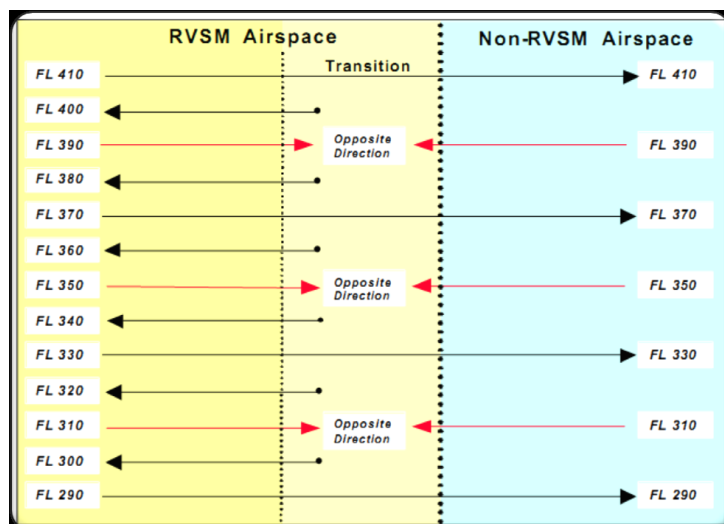 RVSM Airspace Non-RVSM Airspace
Transition
FL 410 FL 410
FL 400
FL 390 Opposite Direction FL 390
FL 380
FL 370 FL 370
FL 360
FL 350 Opposite Direction FL 350
FL 340
FL 330 FL 330
FL 320
FL 310 Opposite Direction FL 310
FL 300
FL 290 FL 290